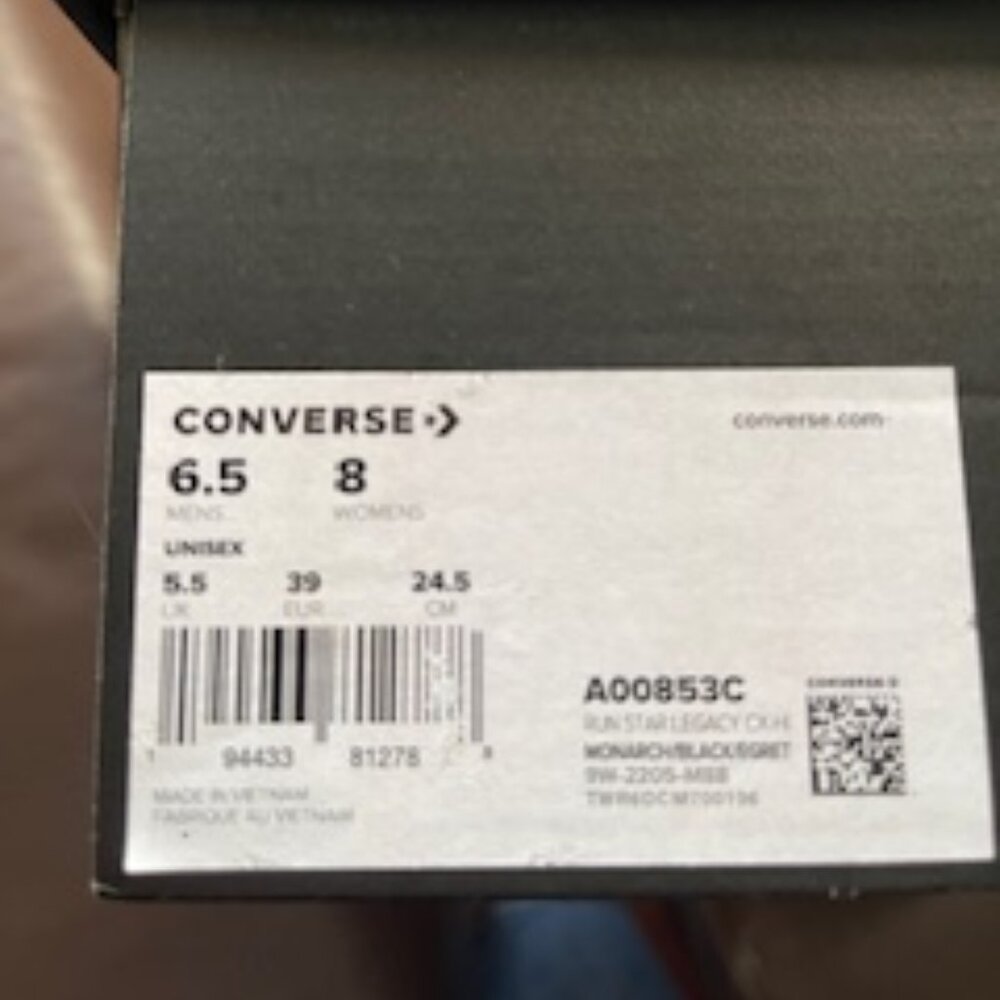 CONVERSE
converse.com
6.5 8
MENS WOMENS
UNISEX
5.5 39 24.5
UK EUR CM
1 94433 81278 8
MADE IN VIETNAM
FABRIQUE AU VIETNAM
A00853C
RUN STAR LEGACY CX HI
MONARCH/BLACK/EGRET